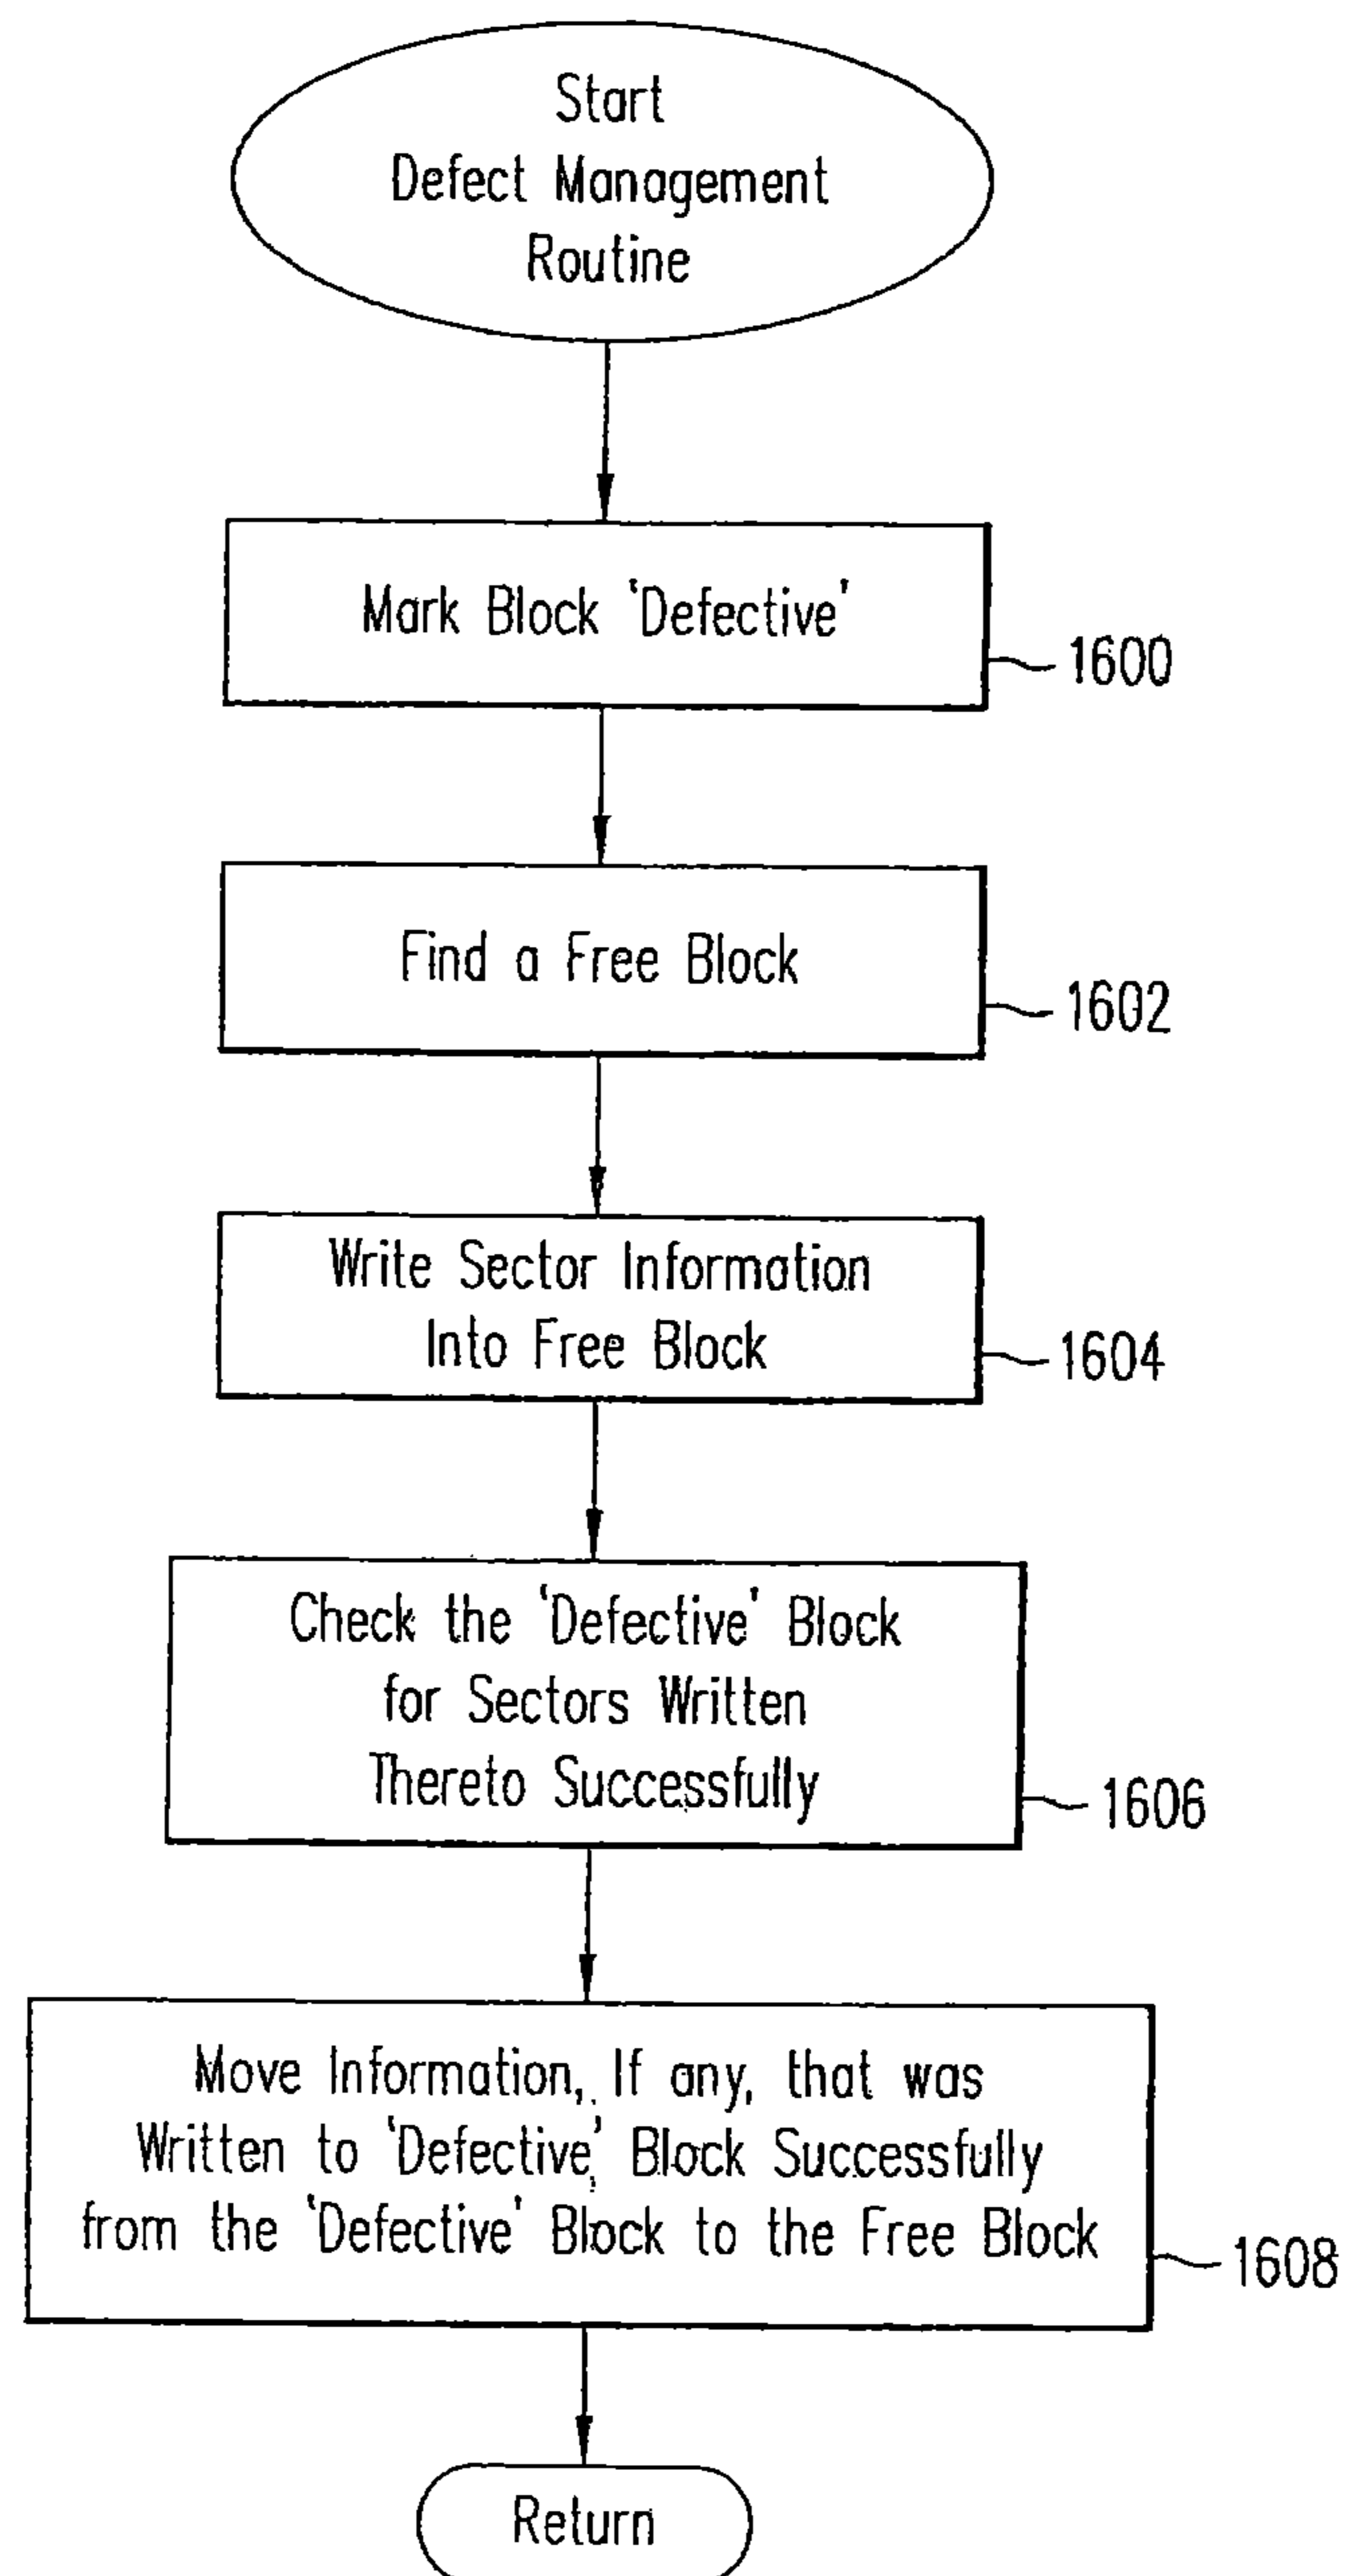 Start
Defect Management
Routine
Mark Block 'Defective'
1600
Find a Free Block
1602
Write Sector Information
Into Free Block
1604
Check the 'Defective' Block
for Sectors Written
Thereto Successfully
1606
Move Information, If any, that was
Written to 'Defective' Block Successfully
from the 'Defective' Block to the Free Block
1608
Return